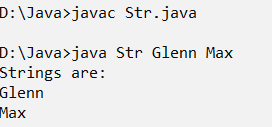 D:\Java>javac Str.java
D:\Java>java Str Glenn Max
Strings are:
Glenn
Max